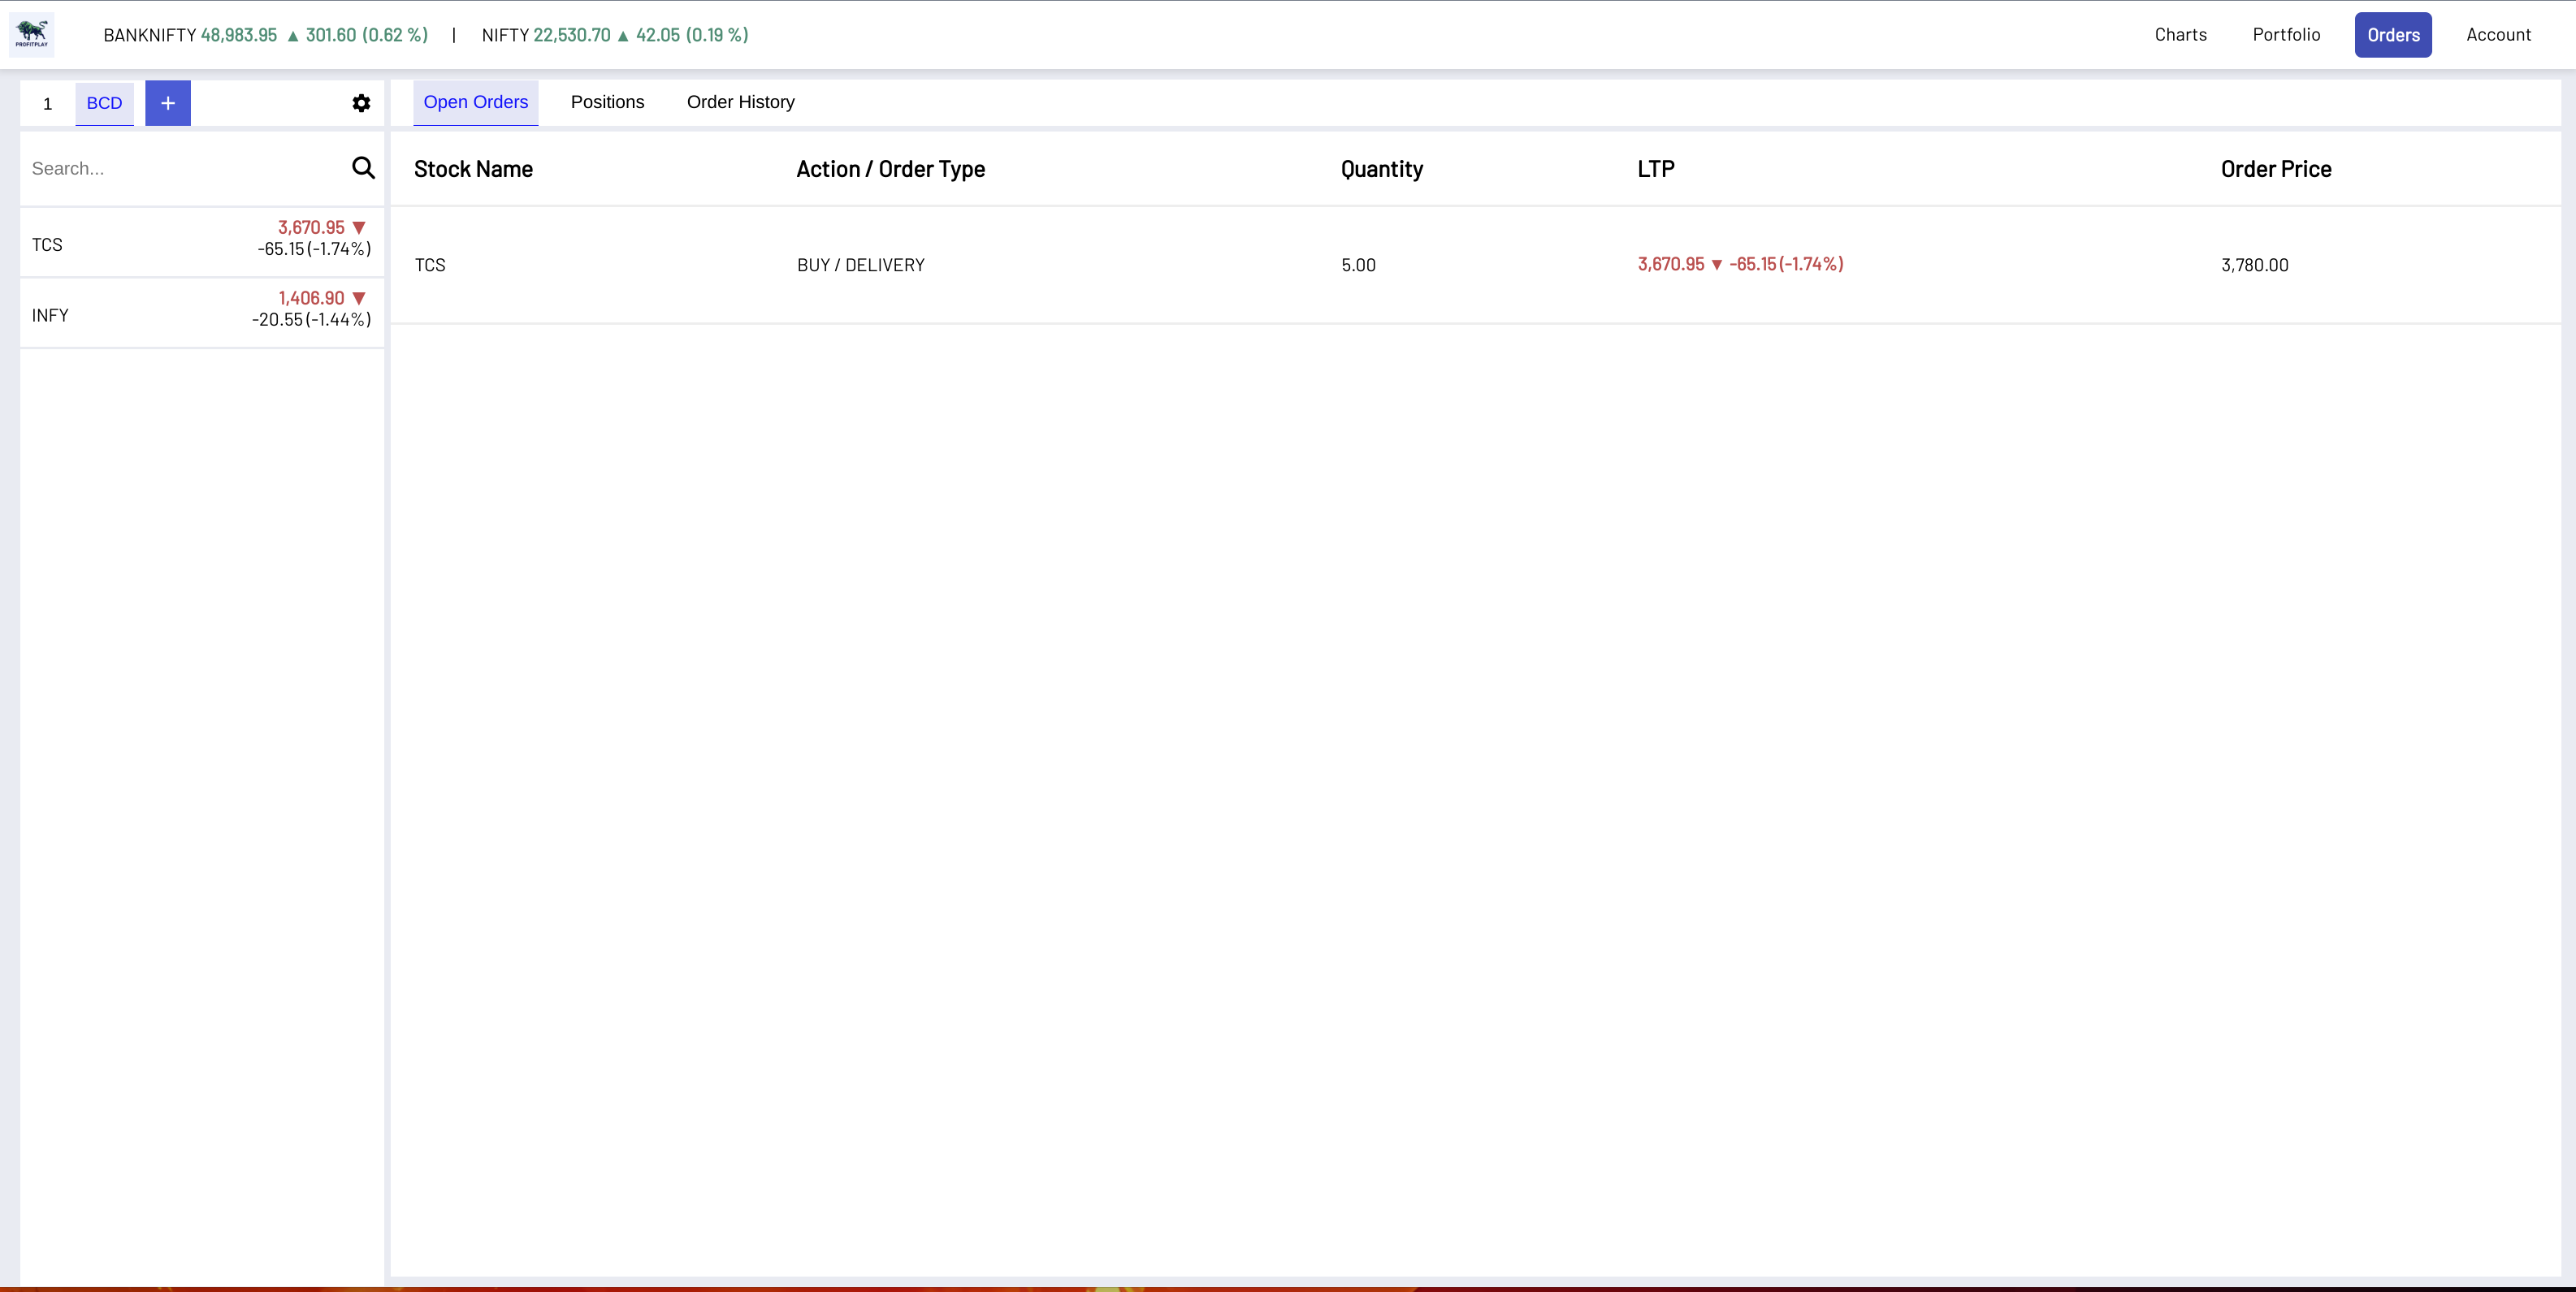 PROFITPLAY
BANKNIFTY 48,983.95 ▲ 301.60 (0.62 %) | NIFTY 22,530.70 ▲ 42.05 (0.19 %)
Charts Portfolio Orders Account
1 BCD +
Open Orders Positions Order History
Search...
TCS 3,670.95 ▼
-65.15 (-1.74%)
INFY 1,406.90 ▼
-20.55 (-1.44%)
Stock Name Action / Order Type Quantity LTP Order Price
TCS BUY / DELIVERY 5.00 3,670.95 ▼ -65.15 (-1.74%) 3,780.00